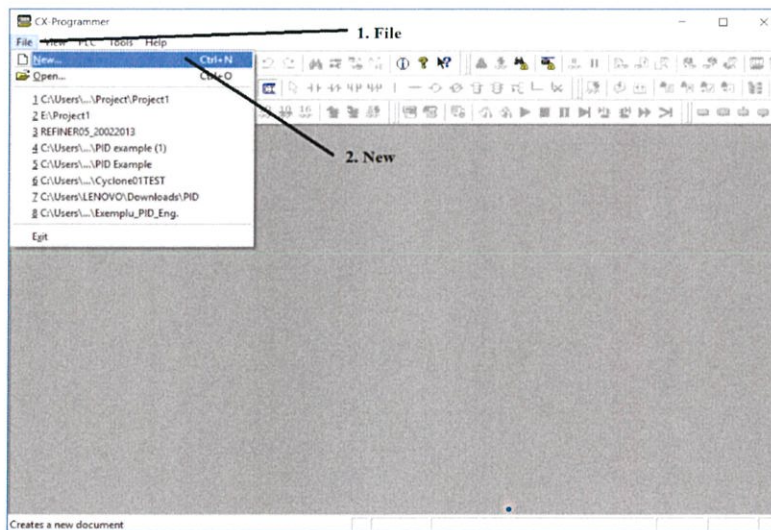 CX-Programmer
1. File
File View PLC Tools Help
New... Ctrl+N
Open... Ctrl+O
1 C:\Users\...\Project\Project1
2 E:\Project1
3 REFINER05_20022013
4 C:\Users\...\PID example (1)
5 C:\Users\...\PID Example
6 C:\Users\...\Cyclone01TEST
7 C:\Users\LENOVO\Downloads\PID
8 C:\Users\...\Exemplu_PID_Eng.
Exit
2. New
Creates a new document